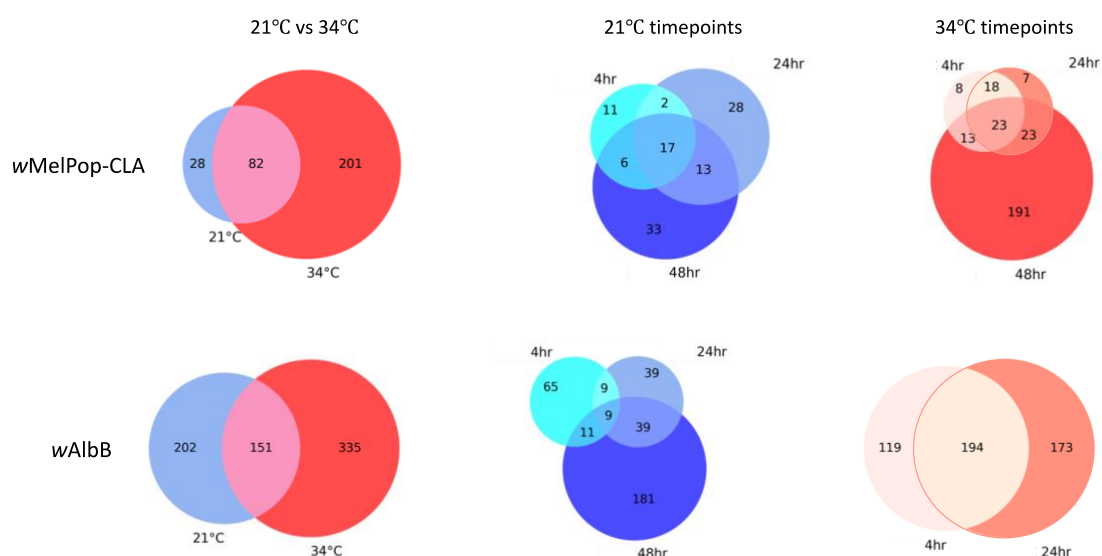 21℃ vs 34℃
21℃ timepoints
34℃ timepoints
wMelPop-CLA
28
82
201
21°C
34°C
4hr
24hr
11
2
28
17
6
13
33
48hr
4hr
24hr
8
18
7
13
23
23
191
48hr
wAlbB
202
151
335
21°C
34°C
4hr
24hr
65
9
39
9
11
39
181
48hr
119
194
173
4hr
24hr